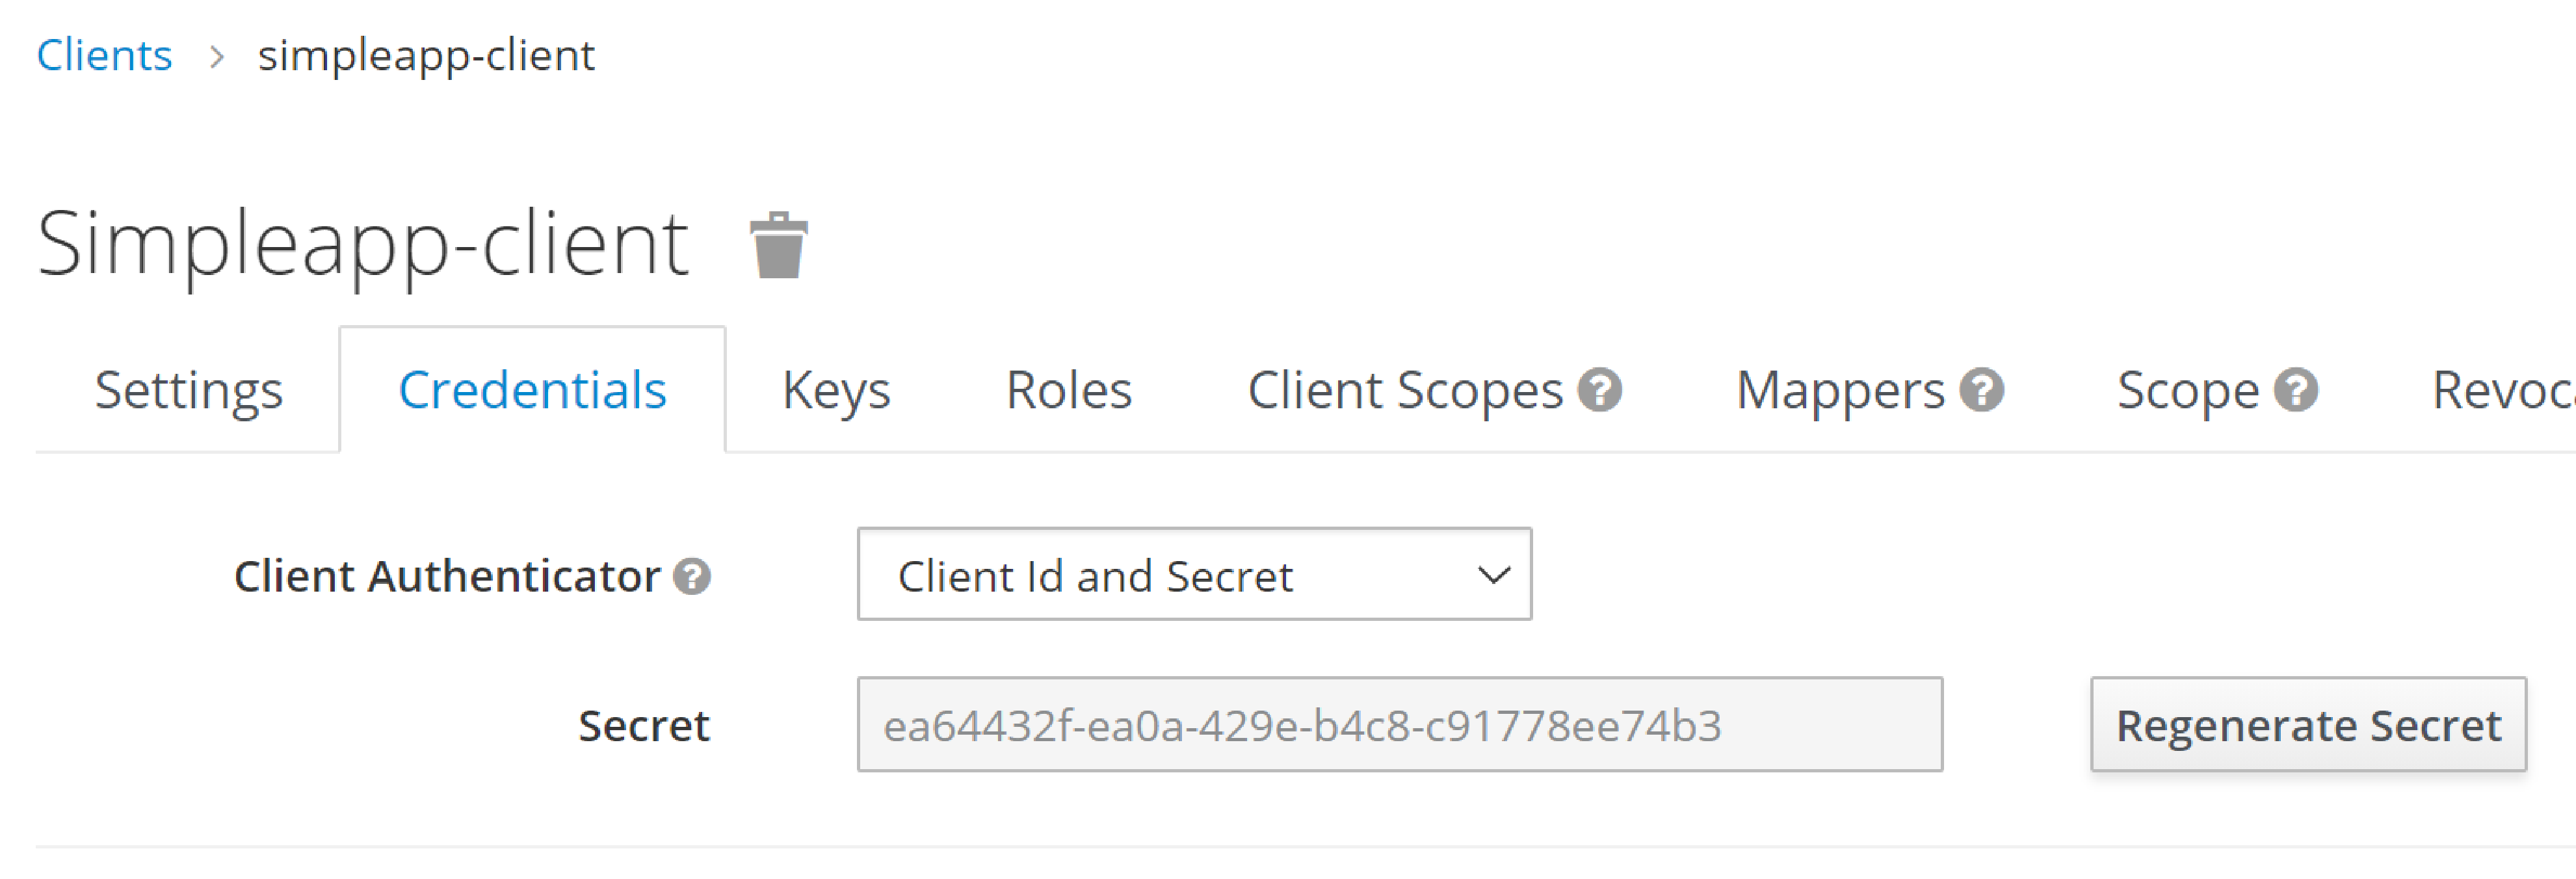 Clients > simpleapp-client
Simpleapp-client
Settings Credentials Keys Roles Client Scopes ? Mappers ? Scope ? Revoca
Client Authenticator ? Client Id and Secret
Secret ea64432f-ea0a-429e-b4c8-c91778ee74b3 Regenerate Secret